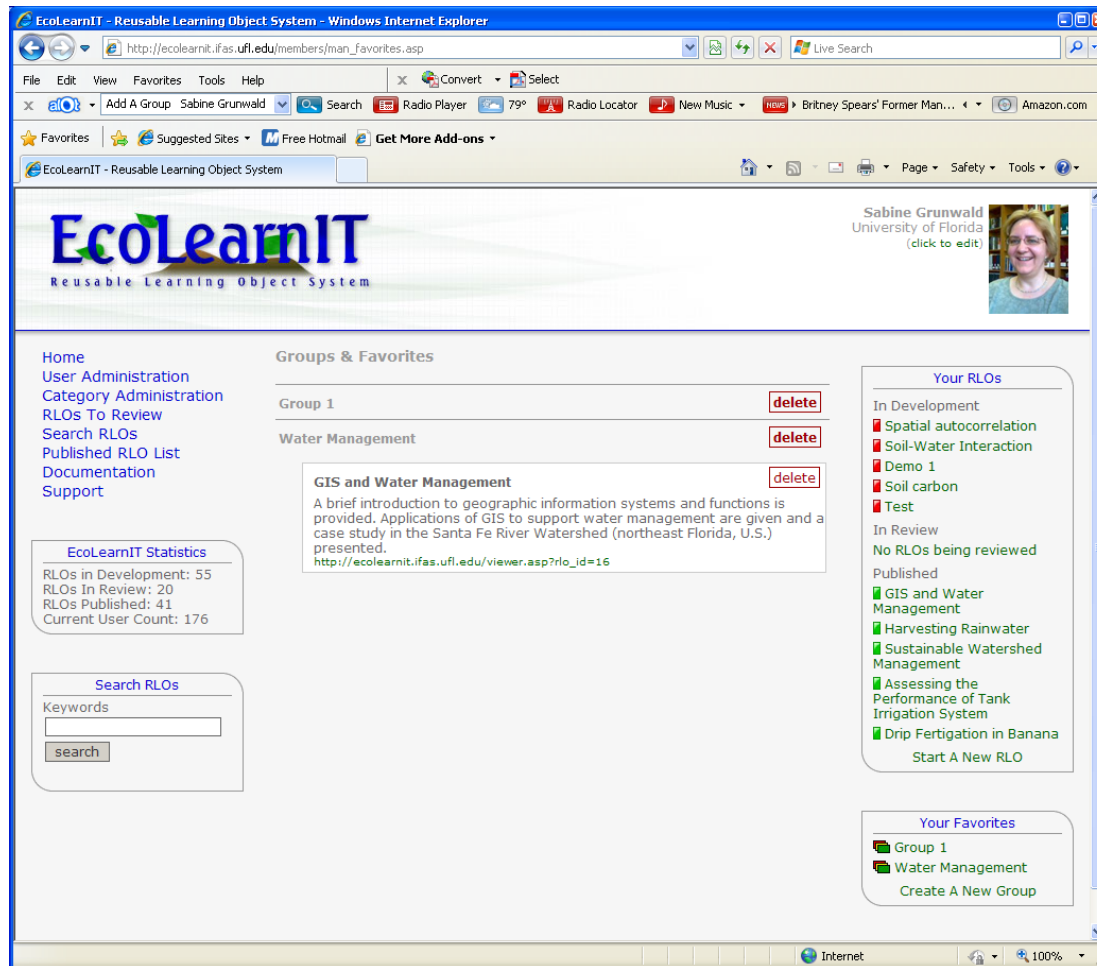 EcoLearnIT - Reusable Learning Object System - Windows Internet Explorer
http://ecolearnit.ifas.ufl.edu/members/man_favorites.asp
Live Search
File Edit View Favorites Tools Help
x Convert Select
x Add A Group Sabine Grunwald Search Radio Player 79° Radio Locator New Music NEWS Britney Spears' Former Man... Amazon.com
Favorites Suggested Sites Free Hotmail Get More Add-ons
EcoLearnIT - Reusable Learning Object System
Page Safety Tools
EcoLearnIT
Reusable Learning Object System
Sabine Grunwald
University of Florida
(click to edit)
Home
User Administration
Category Administration
RLOs To Review
Search RLOs
Published RLO List
Documentation
Support
EcoLearnIT Statistics
RLOs in Development: 55
RLOs In Review: 20
RLOs Published: 41
Current User Count: 176
Search RLOs
Keywords
search
Groups & Favorites
Group 1 delete
Water Management delete
GIS and Water Management delete
A brief introduction to geographic information systems and functions is
provided. Applications of GIS to support water management are given and a
case study in the Santa Fe River Watershed (northeast Florida, U.S.)
presented.
http://ecolearnit.ifas.ufl.edu/viewer.asp?rlo_id=16
Your RLOs
In Development
Spatial autocorrelation
Soil-Water Interaction
Demo 1
Soil carbon
Test
In Review
No RLOs being reviewed
Published
GIS and Water
Management
Harvesting Rainwater
Sustainable Watershed
Management
Assessing the
Performance of Tank
Irrigation System
Drip Fertigation in Banana
Start A New RLO
Your Favorites
Group 1
Water Management
Create A New Group
Internet 100%